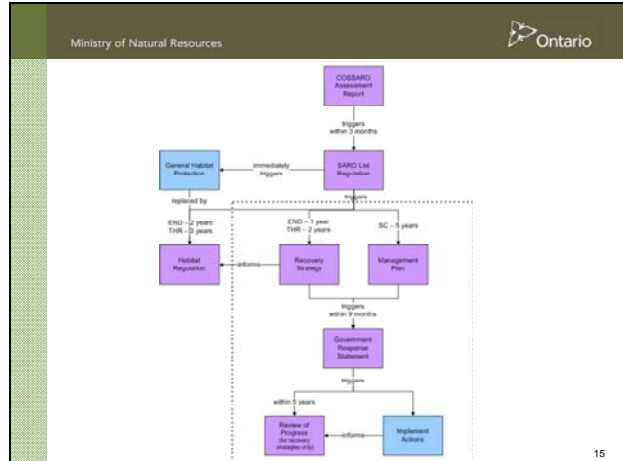 Ministry of Natural Resources
Ontario
COSSARO
Assessment
Report
triggers
within 3 months
General Habitat
Protection
immediately
triggers
SARO List
Regulation
replaced by
triggers
END – 2 years
THR – 3 years
END – 1 year
THR – 2 years
SC – 5 years
Habitat
Regulation
informs
Recovery
Strategy
Management
Plan
triggers
within 9 months
Government
Response
Statement
triggers
within 5 years
Review of
Progress
(for recovery
strategies only)
informs
Implement
Actions
15